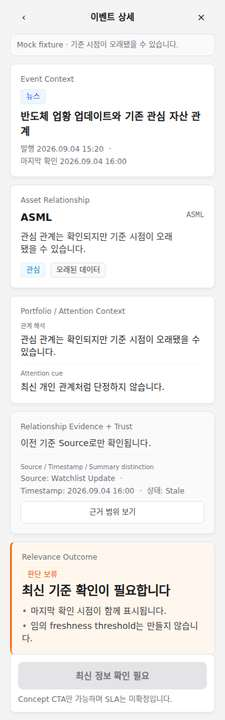 ‹ 이벤트 상세 ×
Mock fixture · 기준 시점이 오래됐을 수 있습니다.
Event Context
뉴스
반도체 업황 업데이트와 기존 관심 자산 관
계
발행 2026.09.04 15:20 ·
마지막 확인 2026.09.04 16:00
Asset Relationship
ASML ASML
관심 관계는 확인되지만 기준 시점이 오래
됐을 수 있습니다.
관심 오래된 데이터
Portfolio / Attention Context
관계 해석
관심 관계는 확인되지만 기준 시점이 오래됐을 수
있습니다.
Attention cue
최신 개인 관계처럼 단정하지 않습니다.
Relationship Evidence + Trust
이전 기준 Source로만 확인됩니다.
Source / Timestamp / Summary distinction
Source: Watchlist Update ·
Timestamp: 2026.09.04 16:00 · 상태: Stale
근거 범위 보기
Relevance Outcome
판단 보류
최신 기준 확인이 필요합니다
• 마지막 확인 시점이 함께 표시됩니다.
• 임의 freshness threshold는 만들지 않습니
다.
최신 정보 확인 필요
Concept CTA만 가능하며 SLA는 미확정입니다.